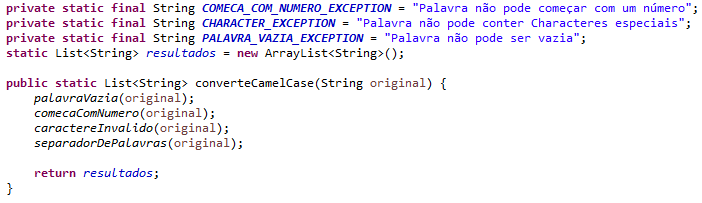 private static final String COMECA_COM_NUMERO_EXCEPTION = "Palavra não pode começar com um número";
private static final String CHARACTER_EXCEPTION = "Palavra não pode conter Characteres especiais";
private static final String PALAVRA_VAZIA_EXCEPTION = "Palavra não pode ser vazia";
static List<String> resultados = new ArrayList<String>();

public static List<String> converteCamelCase(String original) {
    palavraVazia(original);
    comecaComNumero(original);
    caractereInvalido(original);
    separadorDePalavras(original);

    return resultados;
}